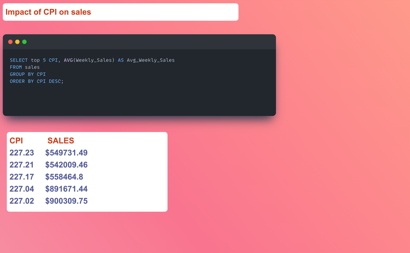 Impact of CPI on sales
SELECT top 5 CPI, AVG(Weekly_Sales) AS Avg_Weekly_Sales
FROM sales
GROUP BY CPI
ORDER BY CPI DESC;
CPI SALES
227.23 $549731.49
227.21 $542009.46
227.17 $558464.8
227.04 $891671.44
227.02 $900309.75